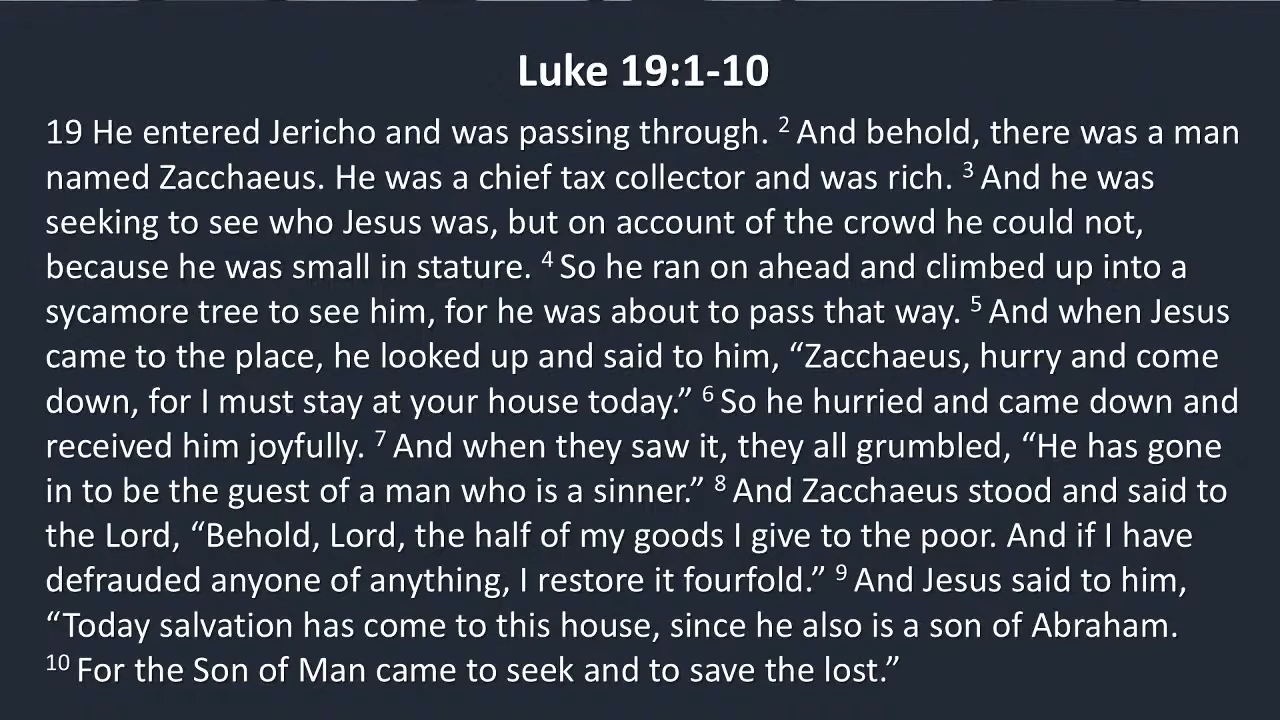 Luke 19:1-10
19 He entered Jericho and was passing through. 2 And behold, there was a man
named Zacchaeus. He was a chief tax collector and was rich. 3 And he was
seeking to see who Jesus was, but on account of the crowd he could not,
because he was small in stature. 4 So he ran on ahead and climbed up into a
sycamore tree to see him, for he was about to pass that way. 5 And when Jesus
came to the place, he looked up and said to him, “Zacchaeus, hurry and come
down, for I must stay at your house today.” 6 So he hurried and came down and
received him joyfully. 7 And when they saw it, they all grumbled, “He has gone
in to be the guest of a man who is a sinner.” 8 And Zacchaeus stood and said to
the Lord, “Behold, Lord, the half of my goods I give to the poor. And if I have
defrauded anyone of anything, I restore it fourfold.” 9 And Jesus said to him,
“Today salvation has come to this house, since he also is a son of Abraham.
10 For the Son of Man came to seek and to save the lost.”